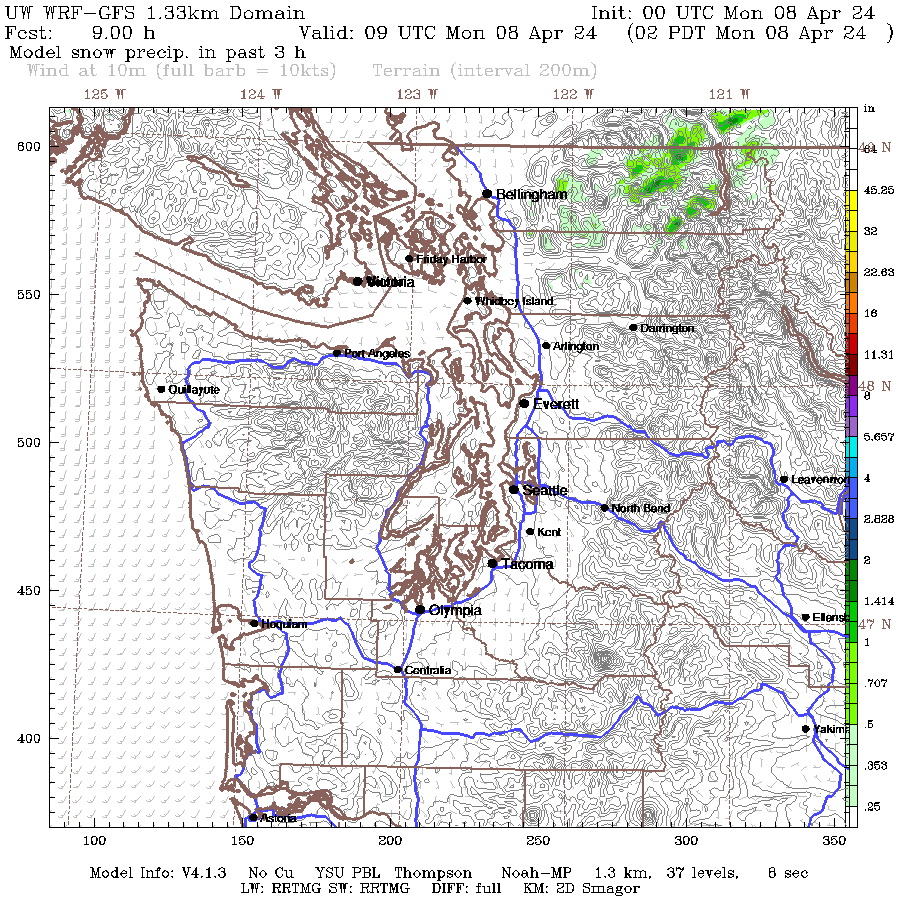 UW WRF-GFS 1.33km Domain Init: 00 UTC Mon 08 Apr 24
Fcst: 9.00 h Valid: 09 UTC Mon 08 Apr 24 (02 PDT Mon 08 Apr 24 )
Model snow precip. in past 3 h
Wind at 10m (full barb = 10kts) Terrain (interval 200m)
125 W 124 W 123 W 122 W 121 W
in
600
64
Bellingham
45.25
32
Friday Harbor
22.63
Victoria
550
Whidbey Island
16
Darrington
Arlington
Port Angeles
11.31
Quillayute
48 N
8
Everett
500
5.657
Leavenwor
4
Seattle
North Bend
2.828
Kent
2
Tacoma
450
1.414
Olympia
Ellens
Hoquiam
47 N
1
Centralia
.707
400
.5
Yakima
.353
.25
Astoria
100 150 200 250 300 350
Model Info: V4.1.3 No Cu YSU PBL Thompson Noah-MP 1.3 km, 37 levels, 8 sec
LW: RRTMG SW: RRTMG DIFF: full KM: 2D Smagor